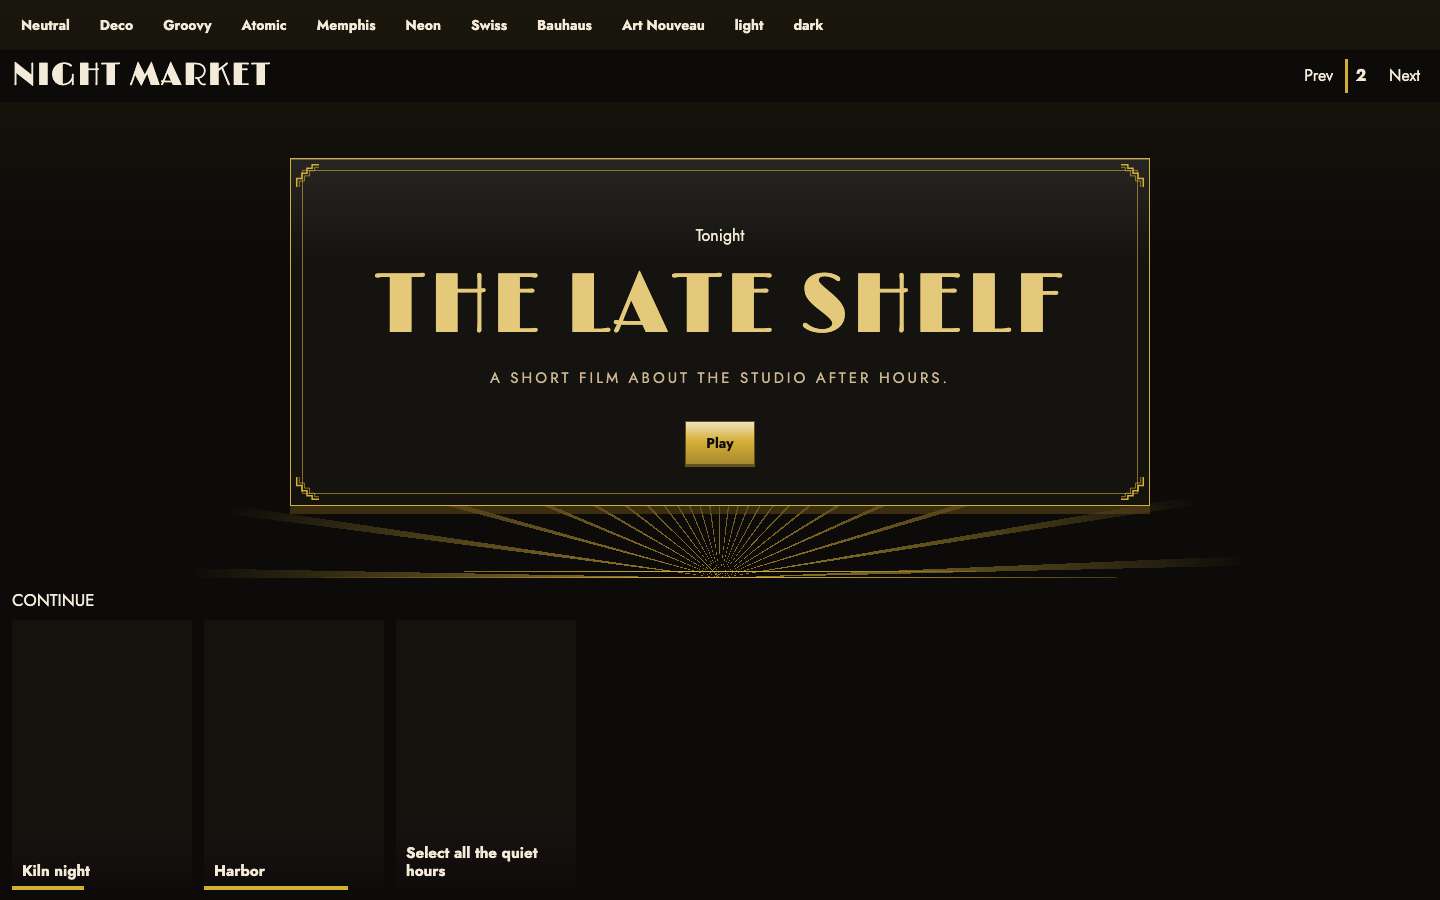 Neutral Deco Groovy Atomic Memphis Neon Swiss Bauhaus Art Nouveau light dark
NIGHT MARKET
Prev 2 Next
Tonight
THE LATE SHELF
A SHORT FILM ABOUT THE STUDIO AFTER HOURS.
Play
CONTINUE
Kiln night
Harbor
Select all the quiet
hours